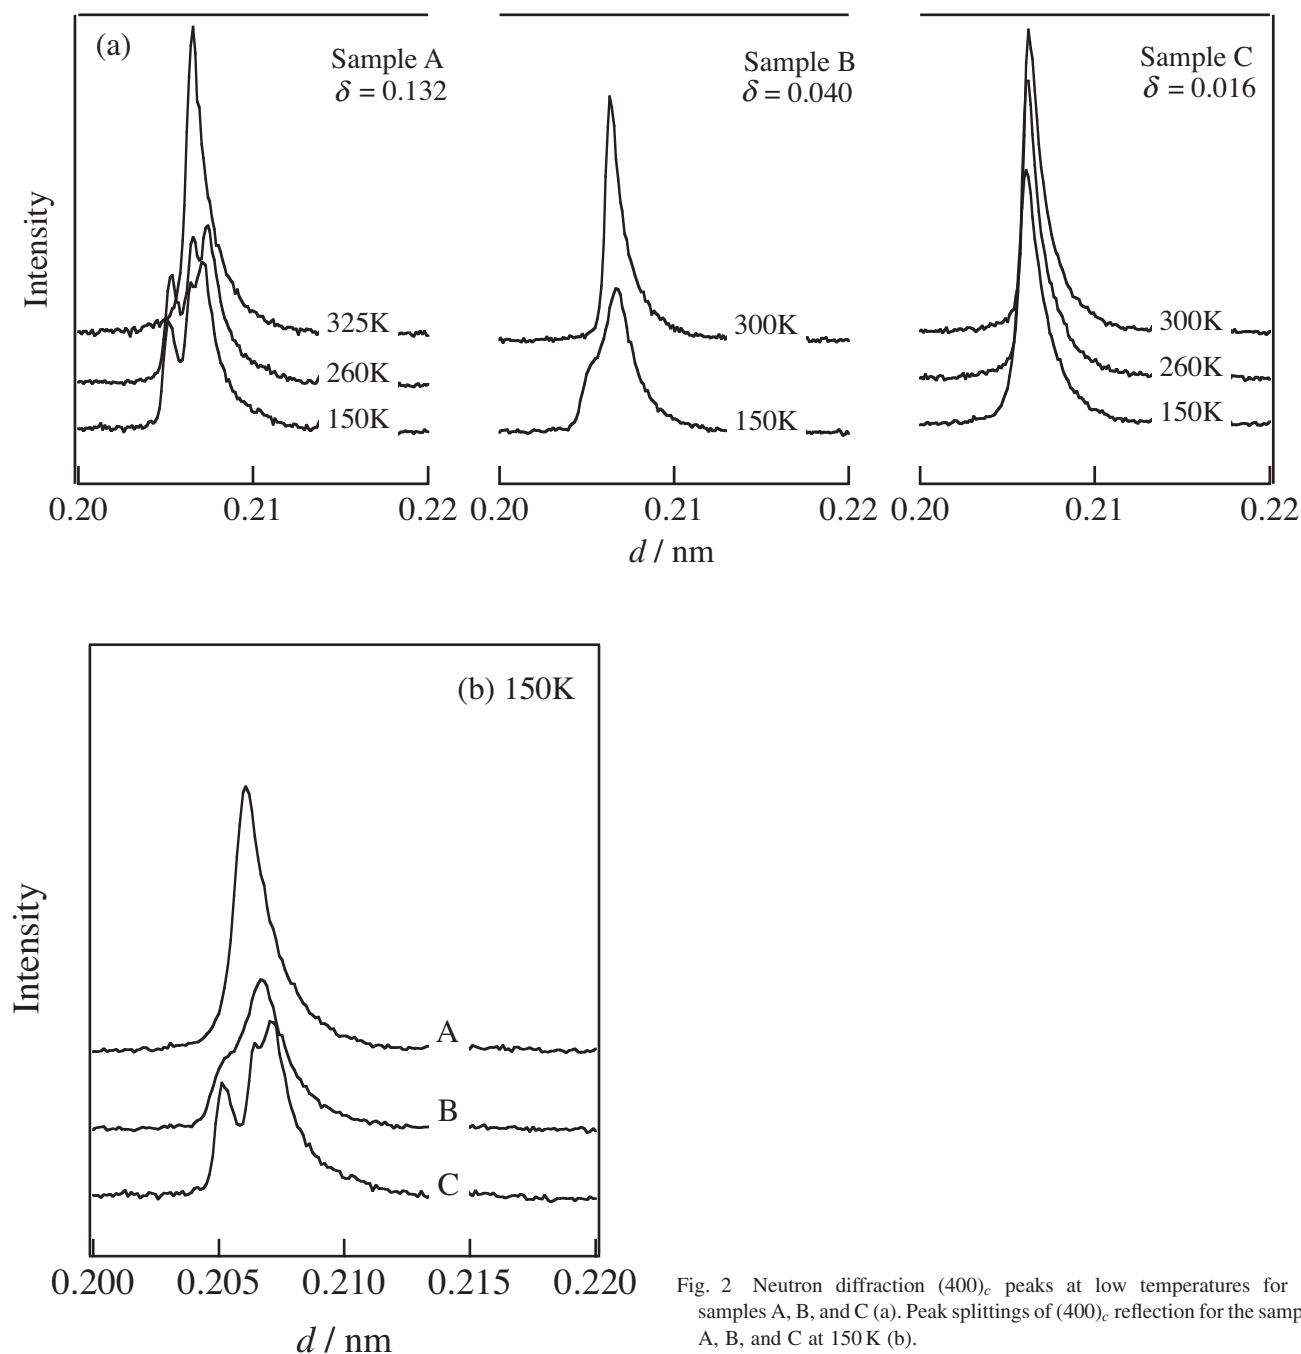 (a)
Sample A
δ = 0.132
Sample B
δ = 0.040
Sample C
δ = 0.016
Intensity
325K
260K
150K
300K
150K
300K
260K
150K
0.20 0.21 0.22 0.20 0.21 0.22 0.20 0.21 0.22
d / nm
(b) 150K
Intensity
A
B
C
0.200 0.205 0.210 0.215 0.220
d / nm
Fig. 2 Neutron diffraction (400)c peaks at low temperatures for
samples A, B, and C (a). Peak splittings of (400)c reflection for the samp
A, B, and C at 150 K (b).